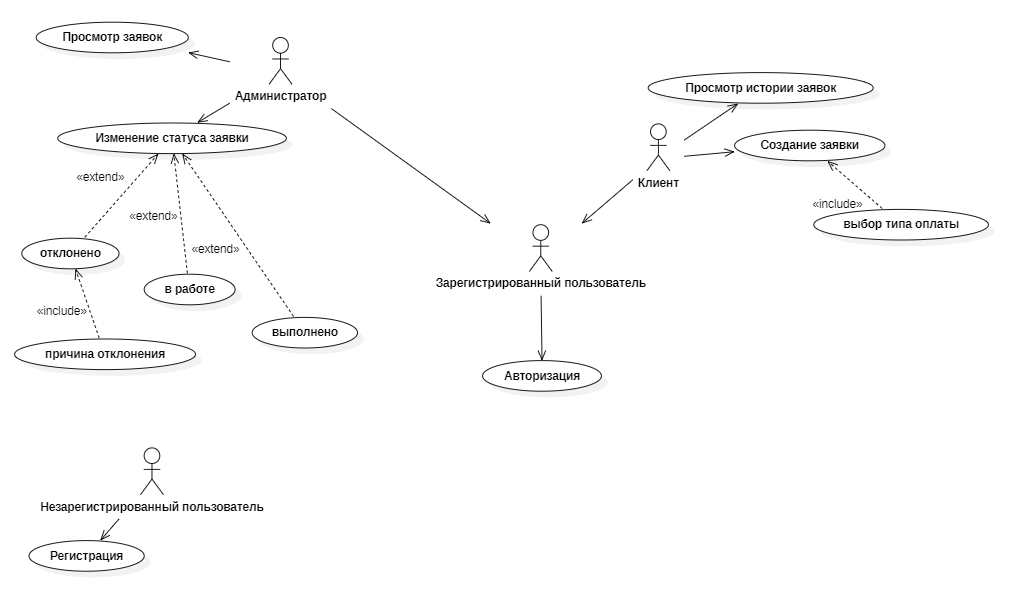 Просмотр заявок
Администратор
Просмотр истории заявок
Изменение статуса заявки
Создание заявки
Клиент
«extend»
«include»
«extend»
выбор типа оплаты
«extend»
отклонено
Зарегистрированный пользователь
в работе
«include»
выполнено
причина отклонения
Авторизация
Незарегистрированный пользователь
Регистрация